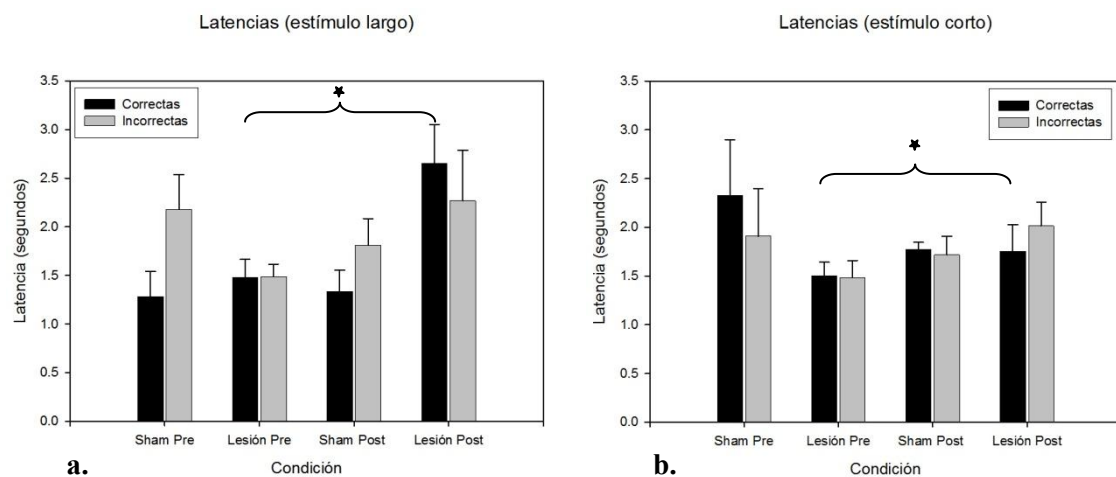 Latencias (estímulo largo)
3.5
3.0
2.5
2.0
1.5
1.0
0.5
0.0
Latencia (segundos)
Correctas
Incorrectas
Sham Pre
Lesión Pre
Sham Post
Lesión Post
Condición
a.
Latencias (estímulo corto)
3.5
3.0
2.5
2.0
1.5
1.0
0.5
0.0
Latencia (segundos)
Correctas
Incorrectas
Sham Pre
Lesión Pre
Sham Post
Lesión Post
Condición
b.